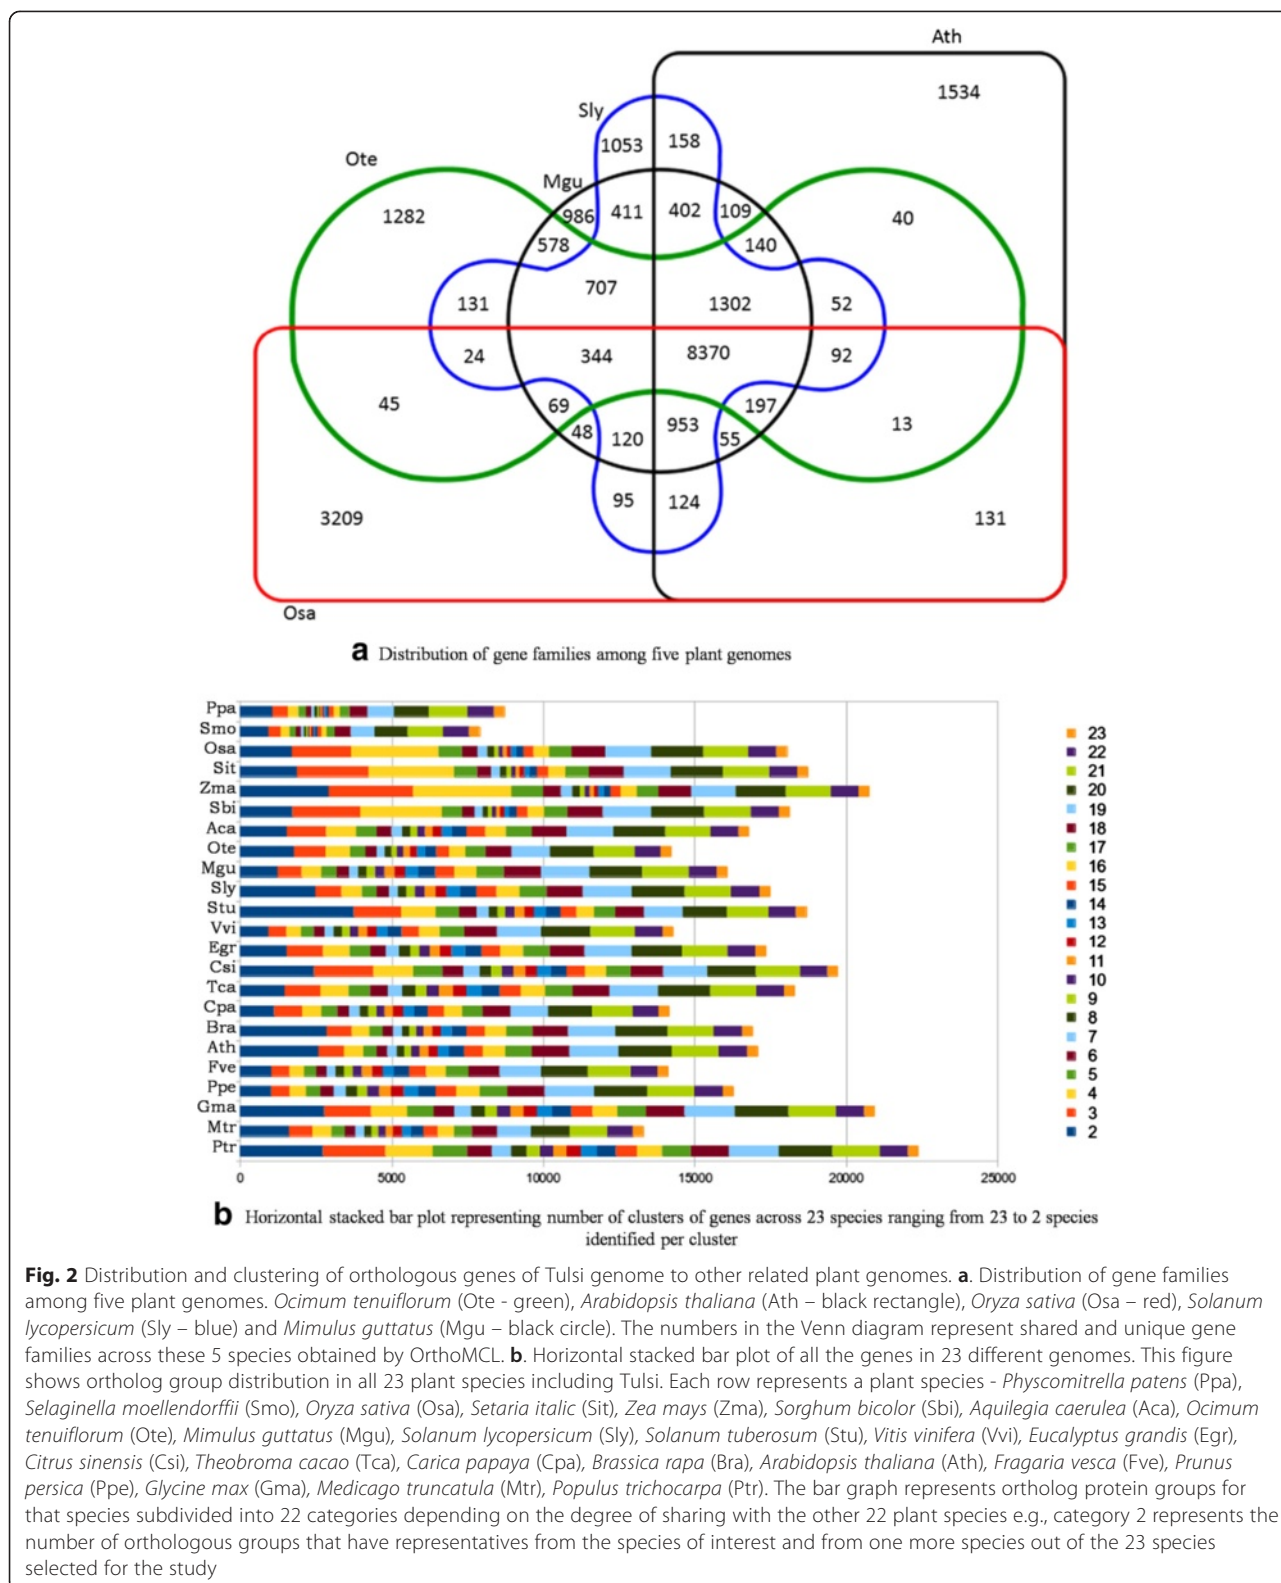 Ath
1534
Sly
1053 158
Ote
Mgu
1282 986 411 402 109 40
578 140
707
131 1302 52
24 344 8370 92
45 69 197 13
48 120 953 55
95 124
3209 131
Osa
a Distribution of gene families among five plant genomes
Ppa
Smo
Osa
Sit
Zma
Sbi
Aca
Ote
Mgu
Sly
Stu
Vvi
Egr
Csi
Tca
Cpa
Bra
Ath
Fve
Ppe
Gma
Mtr
Ptr
0 5000 10000 15000 20000 25000
23
22
21
20
19
18
17
16
15
14
13
12
11
10
9
8
7
6
5
4
3
2
b Horizontal stacked bar plot representing number of clusters of genes across 23 species ranging from 23 to 2 species
identified per cluster
Fig. 2 Distribution and clustering of orthologous genes of Tulsi genome to other related plant genomes. a. Distribution of gene families
among five plant genomes. Ocimum tenuiflorum (Ote - green), Arabidopsis thaliana (Ath – black rectangle), Oryza sativa (Osa – red), Solanum
lycopersicum (Sly – blue) and Mimulus guttatus (Mgu – black circle). The numbers in the Venn diagram represent shared and unique gene
families across these 5 species obtained by OrthoMCL. b. Horizontal stacked bar plot of all the genes in 23 different genomes. This figure
shows ortholog group distribution in all 23 plant species including Tulsi. Each row represents a plant species - Physcomitrella patens (Ppa),
Selaginella moellendorffii (Smo), Oryza sativa (Osa), Setaria italic (Sit), Zea mays (Zma), Sorghum bicolor (Sbi), Aquilegia caerulea (Aca), Ocimum
tenuiflorum (Ote), Mimulus guttatus (Mgu), Solanum lycopersicum (Sly), Solanum tuberosum (Stu), Vitis vinifera (Vvi), Eucalyptus grandis (Egr),
Citrus sinensis (Csi), Theobroma cacao (Tca), Carica papaya (Cpa), Brassica rapa (Bra), Arabidopsis thaliana (Ath), Fragaria vesca (Fve), Prunus
persica (Ppe), Glycine max (Gma), Medicago truncatula (Mtr), Populus trichocarpa (Ptr). The bar graph represents ortholog protein groups for
that species subdivided into 22 categories depending on the degree of sharing with the other 22 plant species e.g., category 2 represents the
number of orthologous groups that have representatives from the species of interest and from one more species out of the 23 species
selected for the study